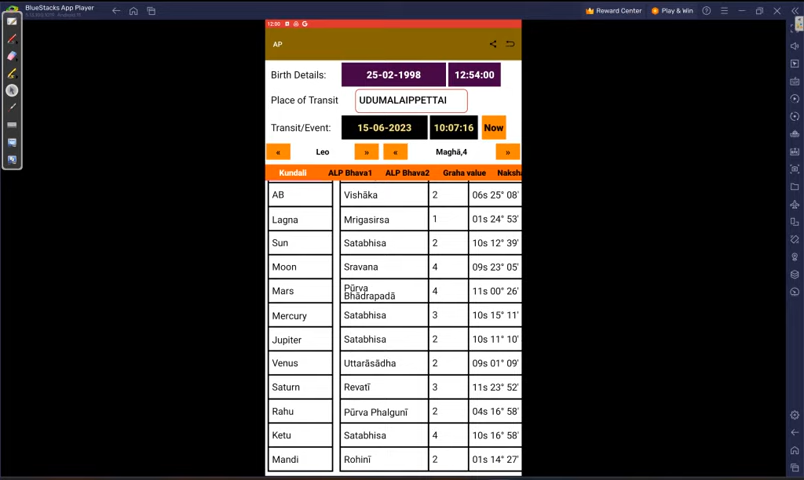 BlueStacks App Player
Reward Center
Play & Win
12:00
AP
Birth Details: 25-02-1998 12:54:00
Place of Transit UDUMALAIPPETTAI
Transit/Event: 15-06-2023 10:07:16 Now
« Leo » « Maghā,4 »
Kundali ALP Bhava1 ALP Bhava2 Graha value Naksha
AB Vishāka 2 06s 25° 08'
Lagna Mrigasirsa 1 01s 24° 53'
Sun Satabhisa 2 10s 12° 39'
Moon Sravana 4 09s 23° 05'
Mars Pūrva Bhādrapadā 4 11s 00° 26'
Mercury Satabhisa 3 10s 15° 11'
Jupiter Satabhisa 2 10s 11° 10'
Venus Uttarāsādha 2 09s 01° 09'
Saturn Revatī 3 11s 23° 52'
Rahu Pūrva Phalgunī 2 04s 16° 58'
Ketu Satabhisa 4 10s 16° 58'
Mandi Rohinī 2 01s 14° 27'